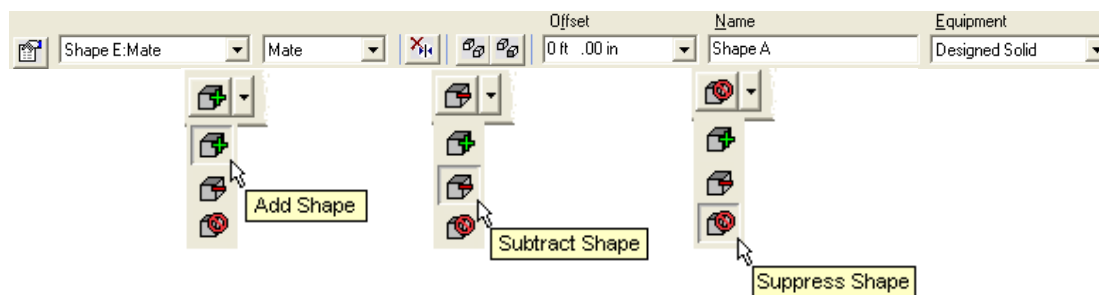 Offset Name Equipment
Shape E:Mate Mate 0 ft .00 in Shape A Designed Solid
Add Shape
Subtract Shape
Suppress Shape